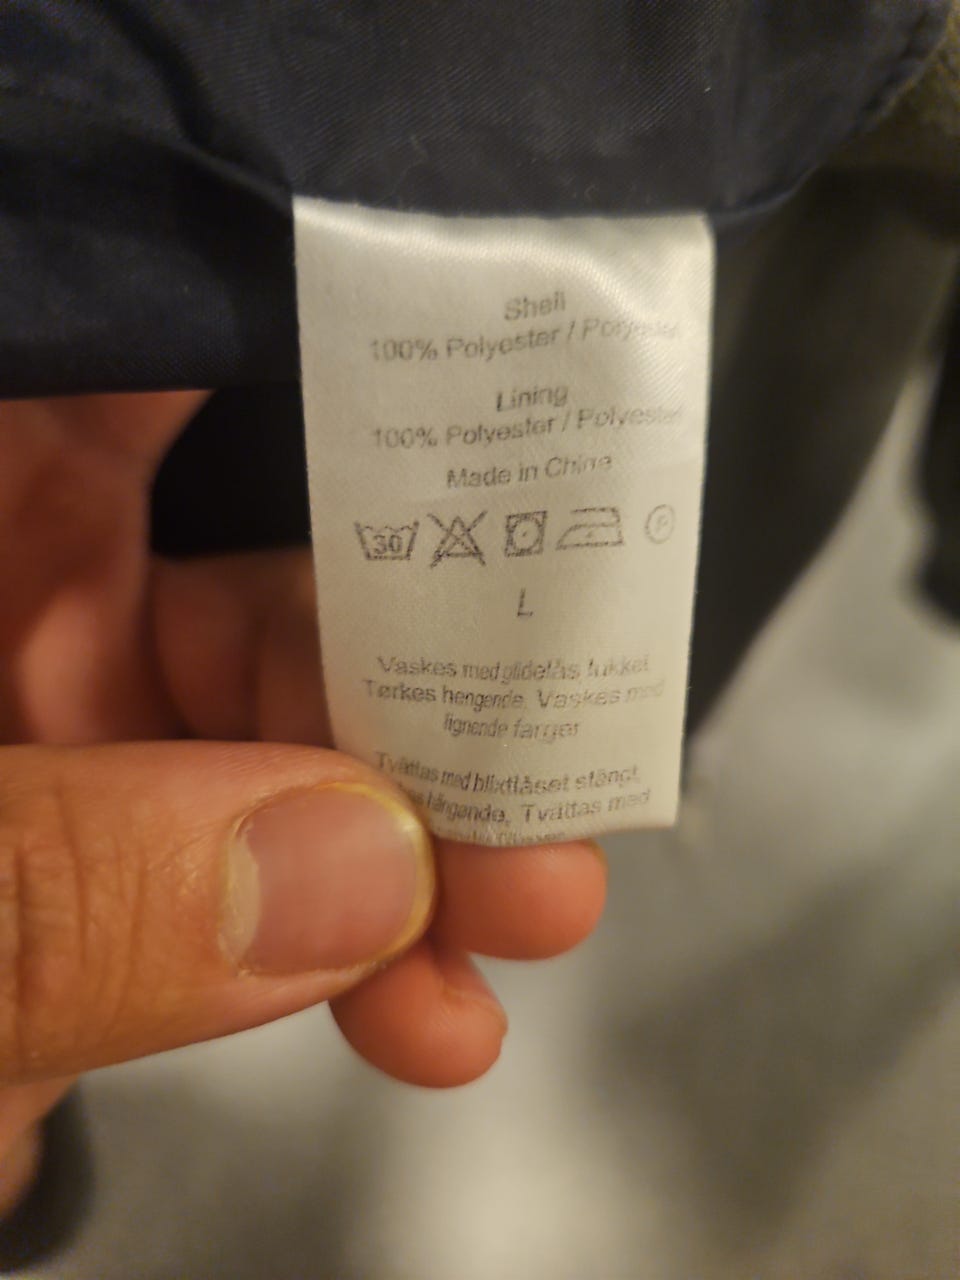 Shell
100% Polyester / Polyester
Lining
100% Polyester / Polyester
Made in China
30 P
L
Vaskes med glidelås lukket
Tørkes hengende. Vaskes med
lignende farger
Tvättas med blixtlåset stängt.
hängande, Tvättas med